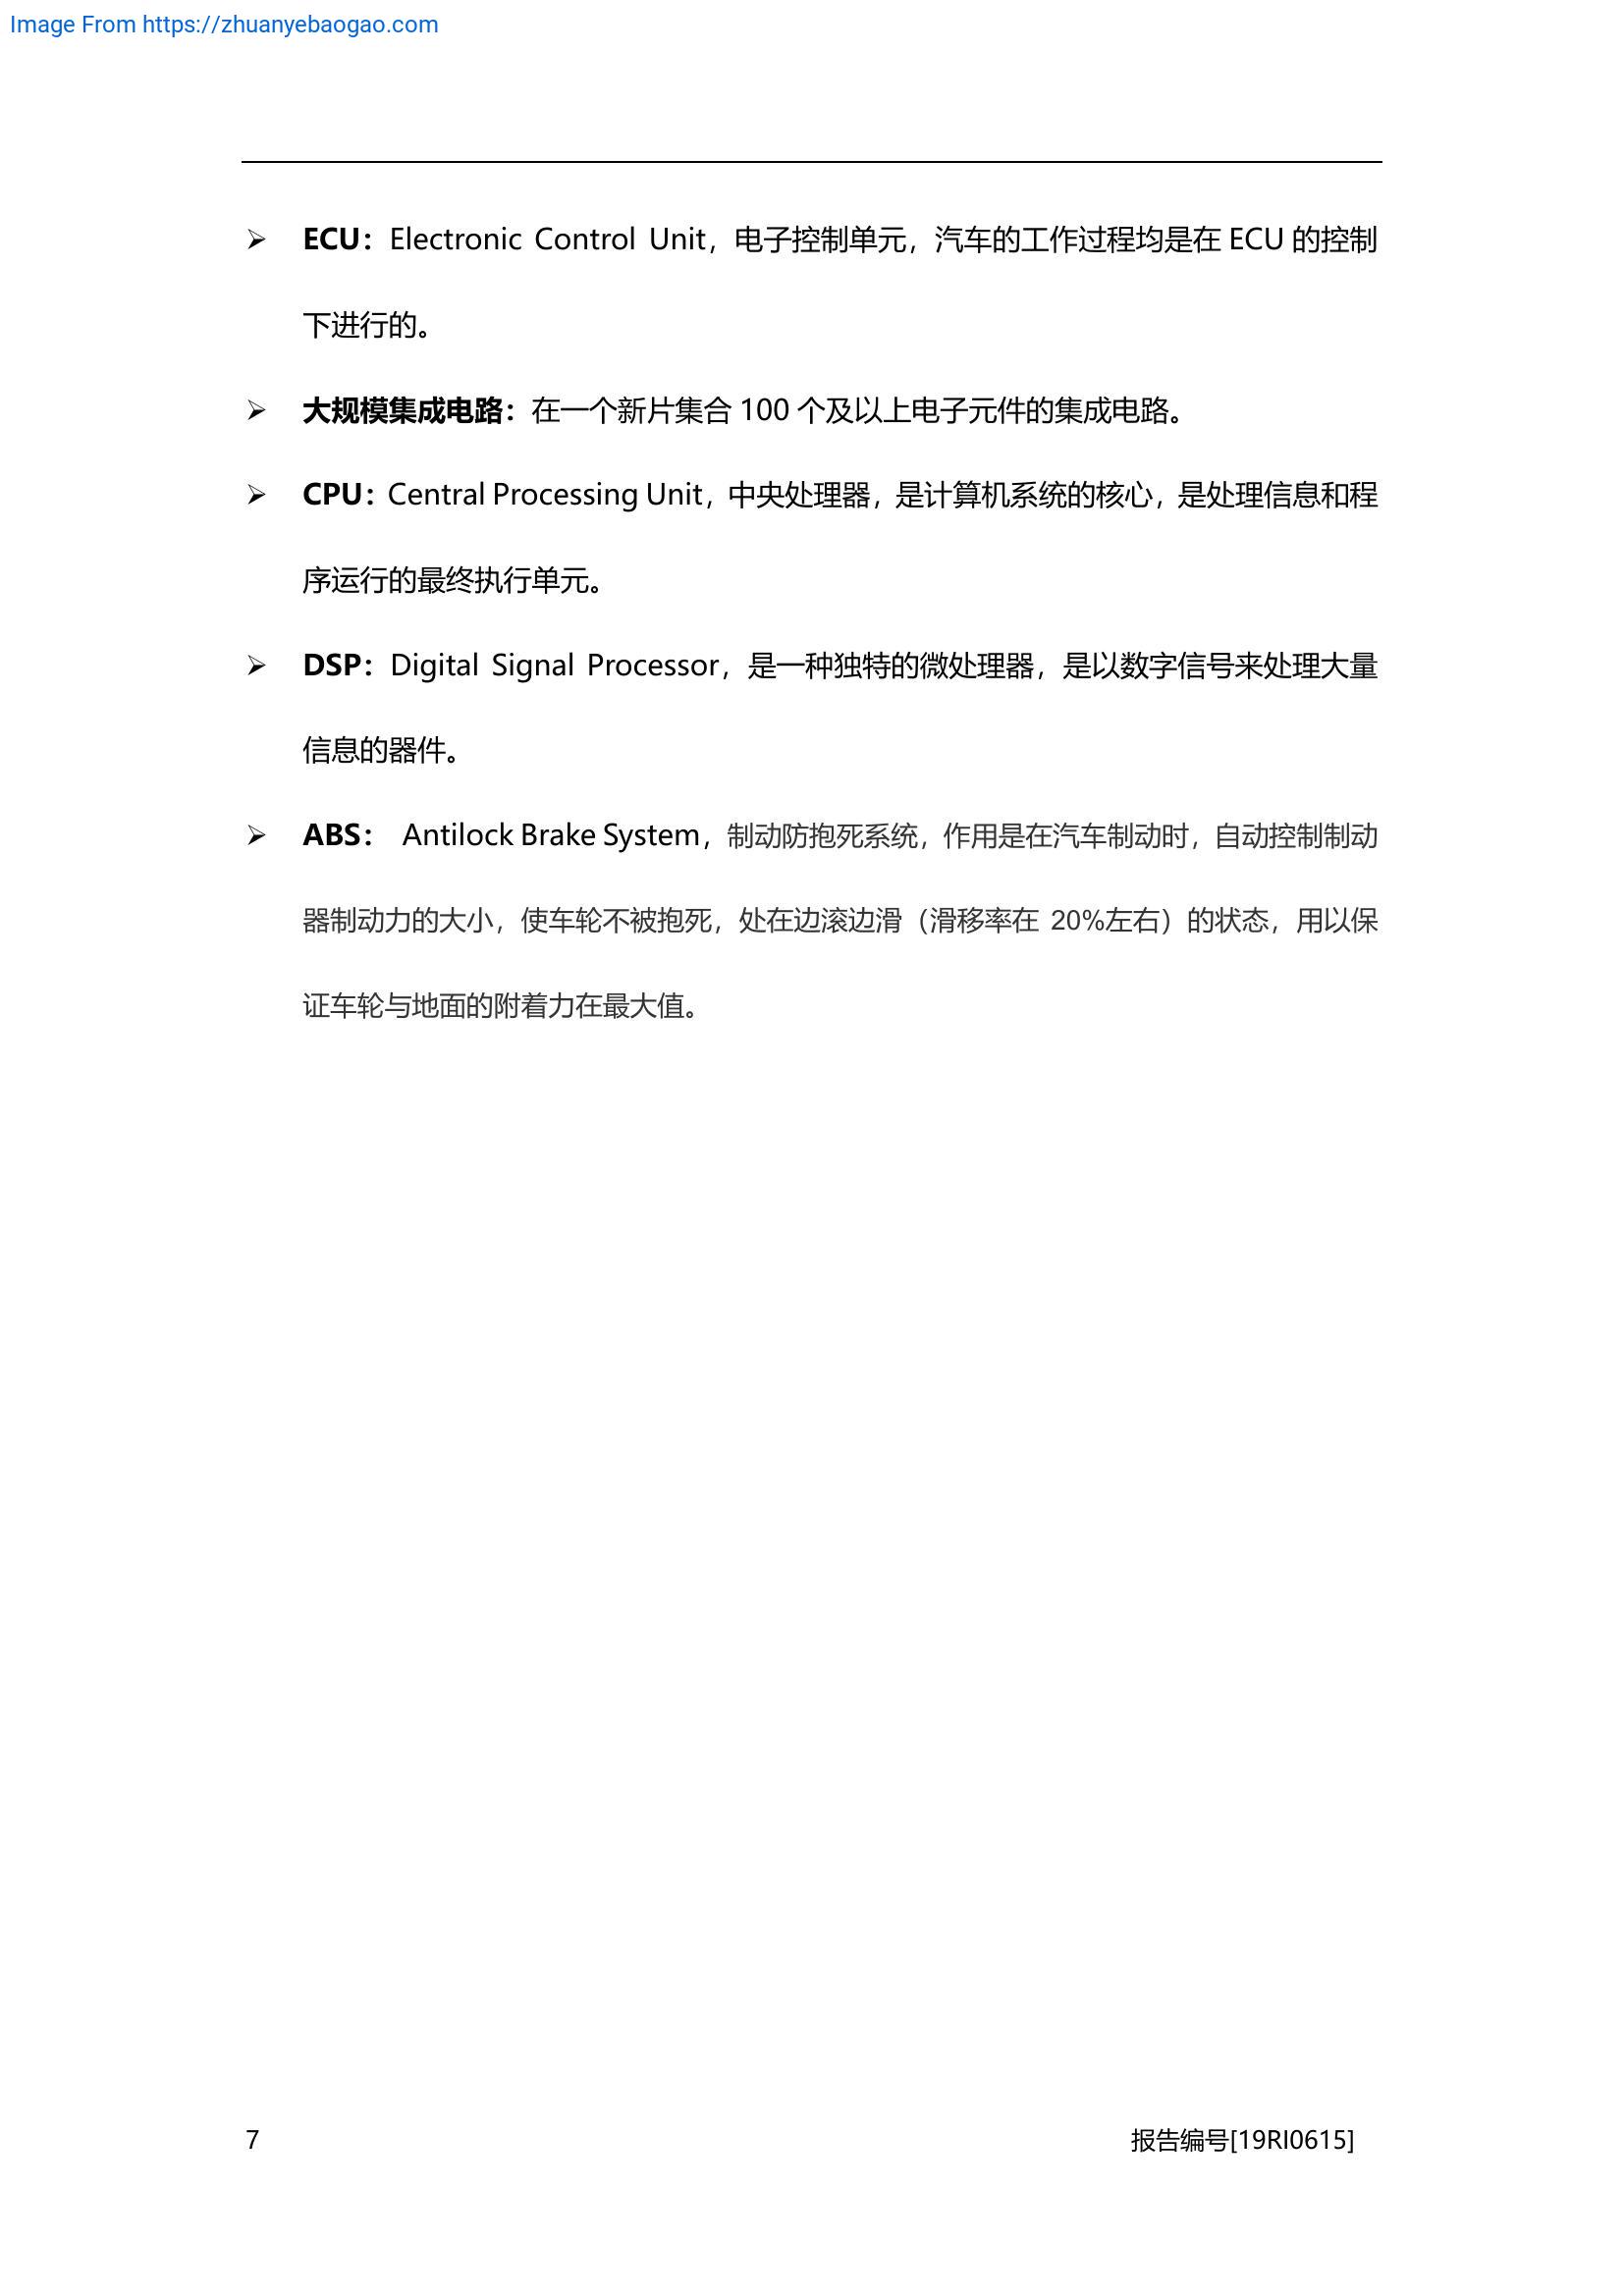 Image From https://zhuanyebaogao.com
➢ ECU：Electronic Control Unit，电子控制单元，汽车的工作过程均是在 ECU 的控制
下进行的。
➢ 大规模集成电路：在一个新片集合 100 个及以上电子元件的集成电路。
➢ CPU：Central Processing Unit，中央处理器，是计算机系统的核心，是处理信息和程
序运行的最终执行单元。
➢ DSP：Digital Signal Processor，是一种独特的微处理器，是以数字信号来处理大量
信息的器件。
➢ ABS： Antilock Brake System，制动防抱死系统，作用是在汽车制动时，自动控制制动
器制动力的大小，使车轮不被抱死，处在边滚边滑（滑移率在 20%左右）的状态，用以保
证车轮与地面的附着力在最大值。
7 报告编号[19RI0615]